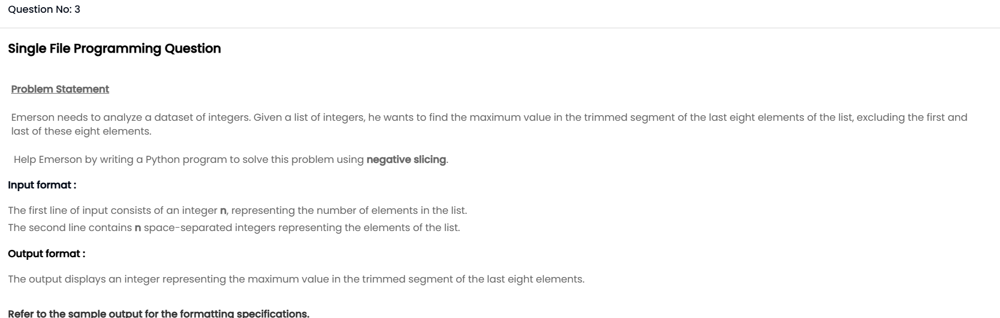 Question No: 3
Single File Programming Question
Problem Statement
Emerson needs to analyze a dataset of integers. Given a list of integers, he wants to find the maximum value in the trimmed segment of the last eight elements of the list, excluding the first and
last of these eight elements.
Help Emerson by writing a Python program to solve this problem using negative slicing.
Input format :
The first line of input consists of an integer n, representing the number of elements in the list.
The second line contains n space-separated integers representing the elements of the list.
Output format :
The output displays an integer representing the maximum value in the trimmed segment of the last eight elements.
Refer to the sample output for the formatting specifications.